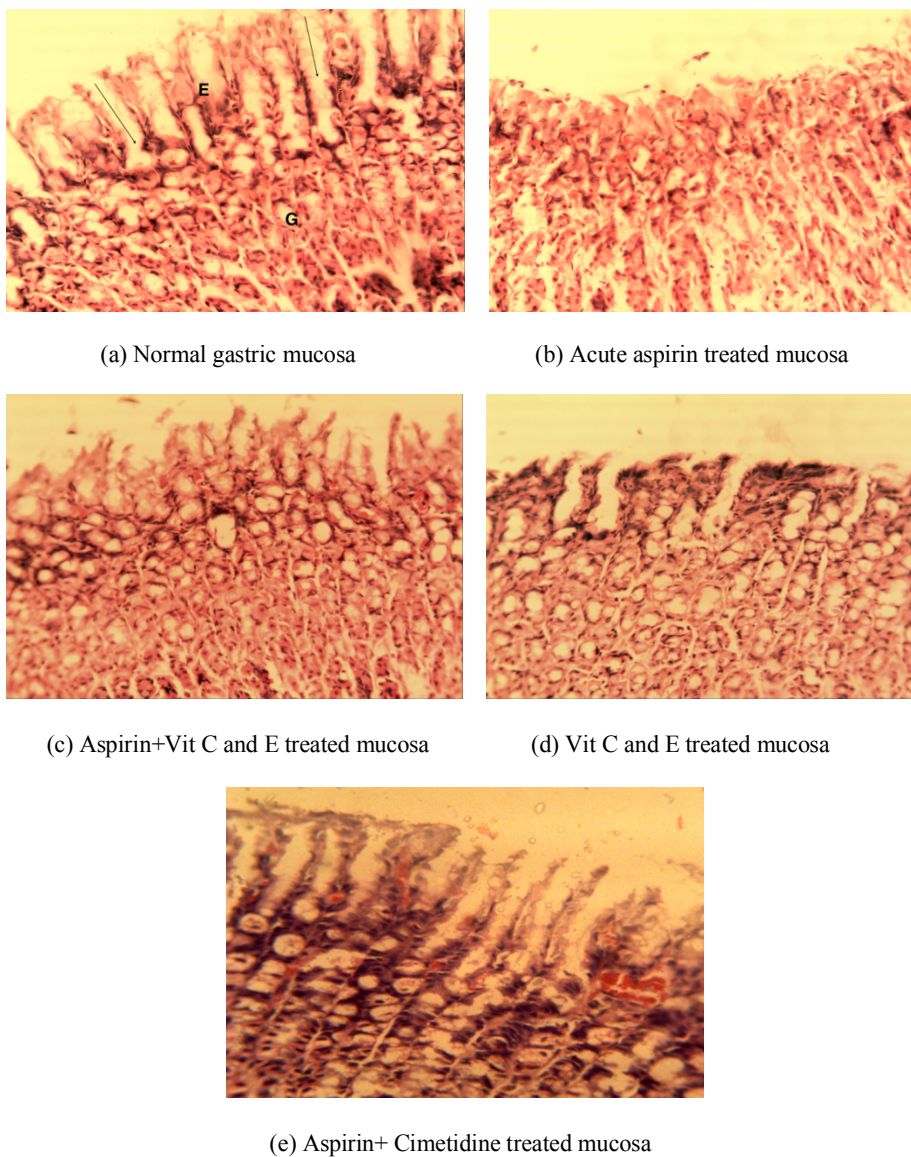 E
G
(a) Normal gastric mucosa
(b) Acute aspirin treated mucosa
(c) Aspirin+Vit C and E treated mucosa
(d) Vit C and E treated mucosa
(e) Aspirin+ Cimetidine treated mucosa